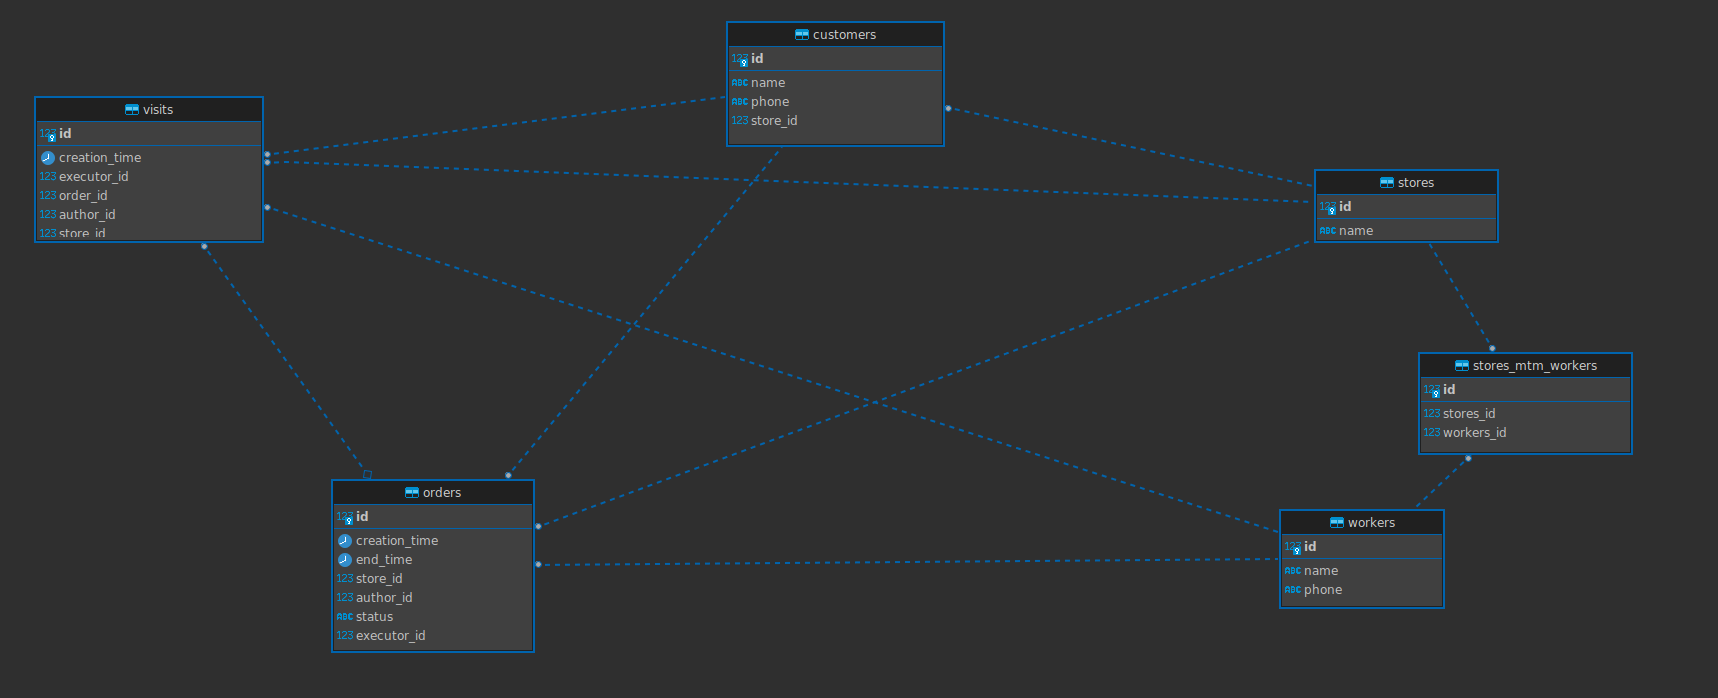 customers
123 id
ABC name
ABC phone
123 store_id
visits
123 id
creation_time
123 executor_id
123 order_id
123 author_id
123 store_id
stores
123 id
ABC name
stores_mtm_workers
123 id
123 stores_id
123 workers_id
orders
123 id
creation_time
end_time
123 store_id
123 author_id
ABC status
123 executor_id
workers
123 id
ABC name
ABC phone